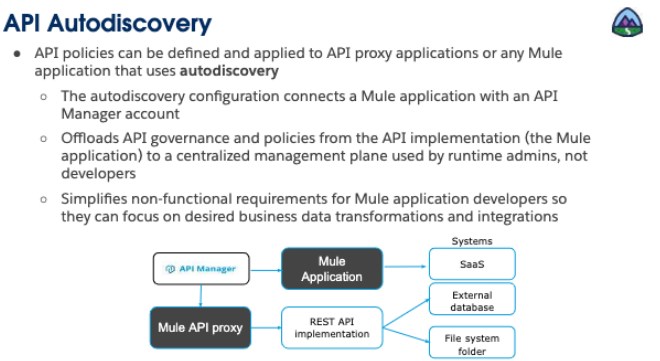 API Autodiscovery
● API policies can be defined and applied to API proxy applications or any Mule
application that uses autodiscovery
○ The autodiscovery configuration connects a Mule application with an API
Manager account
○ Offloads API governance and policies from the API implementation (the Mule
application) to a centralized management plane used by runtime admins, not
developers
○ Simplifies non-functional requirements for Mule application developers so
they can focus on desired business data transformations and integrations
Systems
API Manager
Mule
Application
SaaS
External
database
Mule API proxy
REST API
implementation
File system
folder